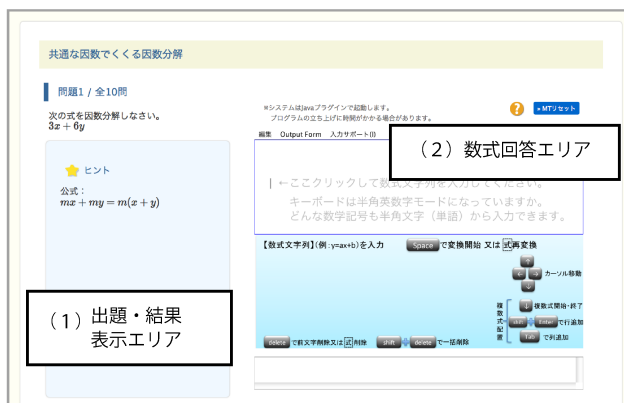 共通な因数でくくる因数分解
問題1 / 全10問
次の式を因数分解しなさい。
3x + 6y
ヒント
公式：
mx + my = m(x + y)
（1）出題・結果
表示エリア
※システムはJavaプラグインで起動します。
プログラムの立ち上げに時間がかかる場合があります。
?
MTリセット
編集 Output Form 入力サポート(I)
（2）数式回答エリア
| ←ここクリックして数式文字列を入力してください。
キーボードは半角英数字モードになっていますか。
どんな数学記号も半角文字（単語）から入力できます。
【数式文字列】(例:y=ax+b)を入力 Space で変換開始 又は 式 再変換
↑
← → カーソル移動
↓
複数式配置
↓ 複数式開始・終了
shift Enter で行追加
Tab で列追加
delete で前文字削除又は 式 削除 shift delete で一括削除